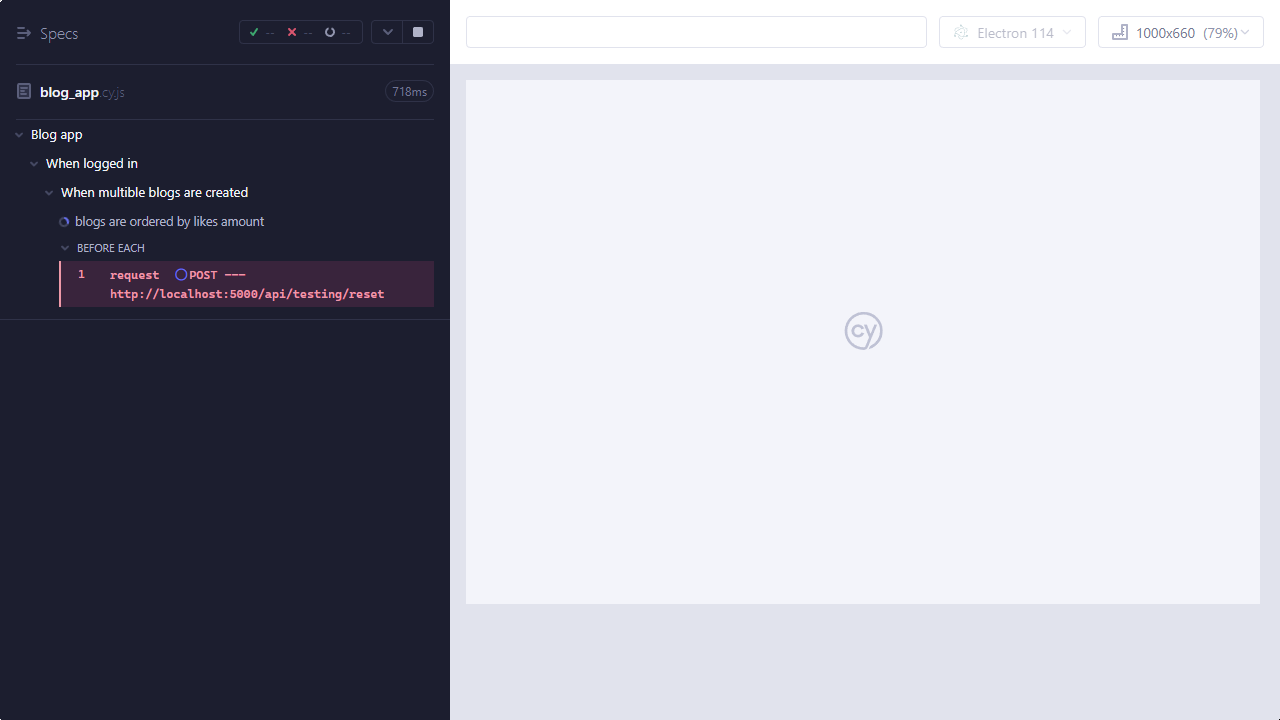 Specs
-- -- --
blog_app.cy.js
718ms
Blog app
When logged in
When multible blogs are created
blogs are ordered by likes amount
BEFORE EACH
1 request POST ---
http://localhost:5000/api/testing/reset
Electron 114
1000x660 (79%)
cy